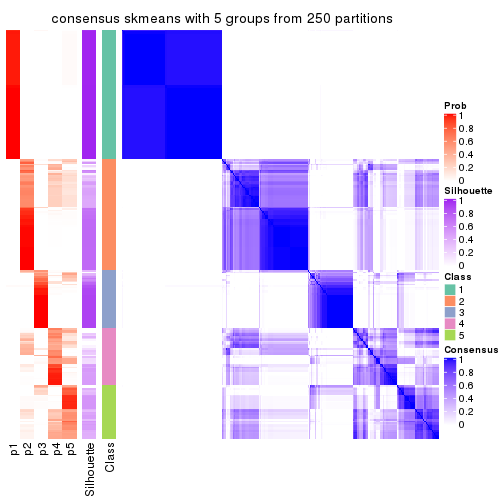 consensus skmeans with 5 groups from 250 partitions
Prob
1
0.8
0.6
0.4
0.2
0
Silhouette
1
0.8
0.6
0.4
0.2
0
Class
1
2
3
4
5
Consensus
1
0.8
0.6
0.4
0.2
0
p1
p2
p3
p4
p5
Silhouette
Class